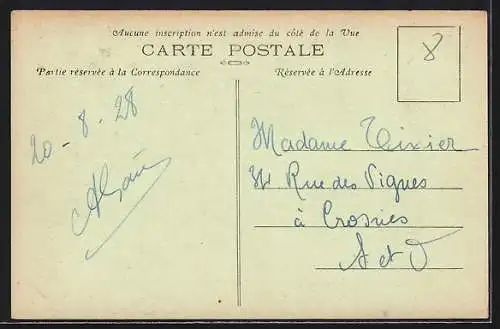 Aucune inscription n'est admise du côté de la Vue
CARTE POSTALE
Partie réservée à la Correspondance
Réservée à l'Adresse
8
20 - 8 - 28
Madame Tixier
34 Rue des Vignes
à Crosnes
S et O